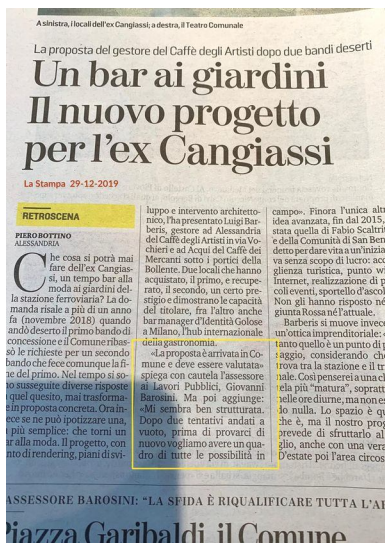 A sinistra, i locali dell'ex Cangiassi; a destra, il Teatro Comunale
La proposta del gestore del Caffè degli Artisti dopo due bandi deserti
Un bar ai giardini
Il nuovo progetto
per l'ex Cangiassi
La Stampa 29-12-2019
RETROSCENA
PIERO BOTTINO
ALESSANDRIA
Che cosa si potrà mai
fare dell'ex Cangias-
si, un tempo bar alla
moda ai giardini del-
la stazione ferroviaria? La do-
manda risale a più di un anno
fa (novembre 2018) quando
andò deserto il primo bando di
concessione e il Comune ribas-
sò le richieste per un secondo
bando che fece comunque la fi-
ne del primo. Nel tempo si so-
no susseguite diverse risposte
quel quesito, mai trasforma-
e in proposta concreta. Ora in-
ece se ne può ipotizzare una,
più semplice: che torni un
ar alla moda. Il progetto, con
nto di rendering, piani di svi-
luppo e intervento architetto-
nico, l'ha presentato Luigi Bar-
beris, gestore ad Alessandria
del Caffè degli Artisti in via Vo-
chieri e ad Acqui del Caffè dei
Mercanti sotto i portici della
Bollente. Due locali che hanno
acquistato, il primo, e recupe-
rato, il secondo, un certo pre-
stigio e dimostrano le capacità
del titolare, fra l'altro anche
bar manager d'Identità Golose
a Milano, l'hub internazionale
della gastronomia.
«La proposta è arrivata in Co-
mune e deve essere valutata-
spiega con cautela l'assessore
ai Lavori Pubblici, Giovanni
Barosini. Ma poi aggiunge:
«Mi sembra ben strutturata.
Dopo due tentativi andati a
vuoto, prima di provarci di
nuovo vogliamo avere un qua-
dro di tutte le possibilità in
campo». Finora l'unica altr
idea avanzata, fin dal 2015,
stata quella di Fabio Scaltrit
e della Comunità di San Ben
detto per dare vita a un'inizia
va senza scopo di lucro: acc
glienza turistica, punto w
Internet, realizzazione di p
coli eventi, sportello d'ascol
Non gli hanno risposto né
giunta Rossa né l'attuale.
Barberis si muove invec
un'ottica imprenditoriale: «
tanto quello è un punto di
aggio, considerando ch
rova tra la stazione e il tr
nale. Così penserei a una cl
ela più "matura", soprat
nelle ore diurne, ma non es
do nulla. Lo spazio è q
che è, ma il nostro prog
prevede di sfruttarlo al
glio, anche con una vera
D'estate poi l'area circos
ASSESSORE BAROSINI: "LA SFIDA È RIQUALIFICARE TUTTA L'A
Piazza Garibaldi, il Comune